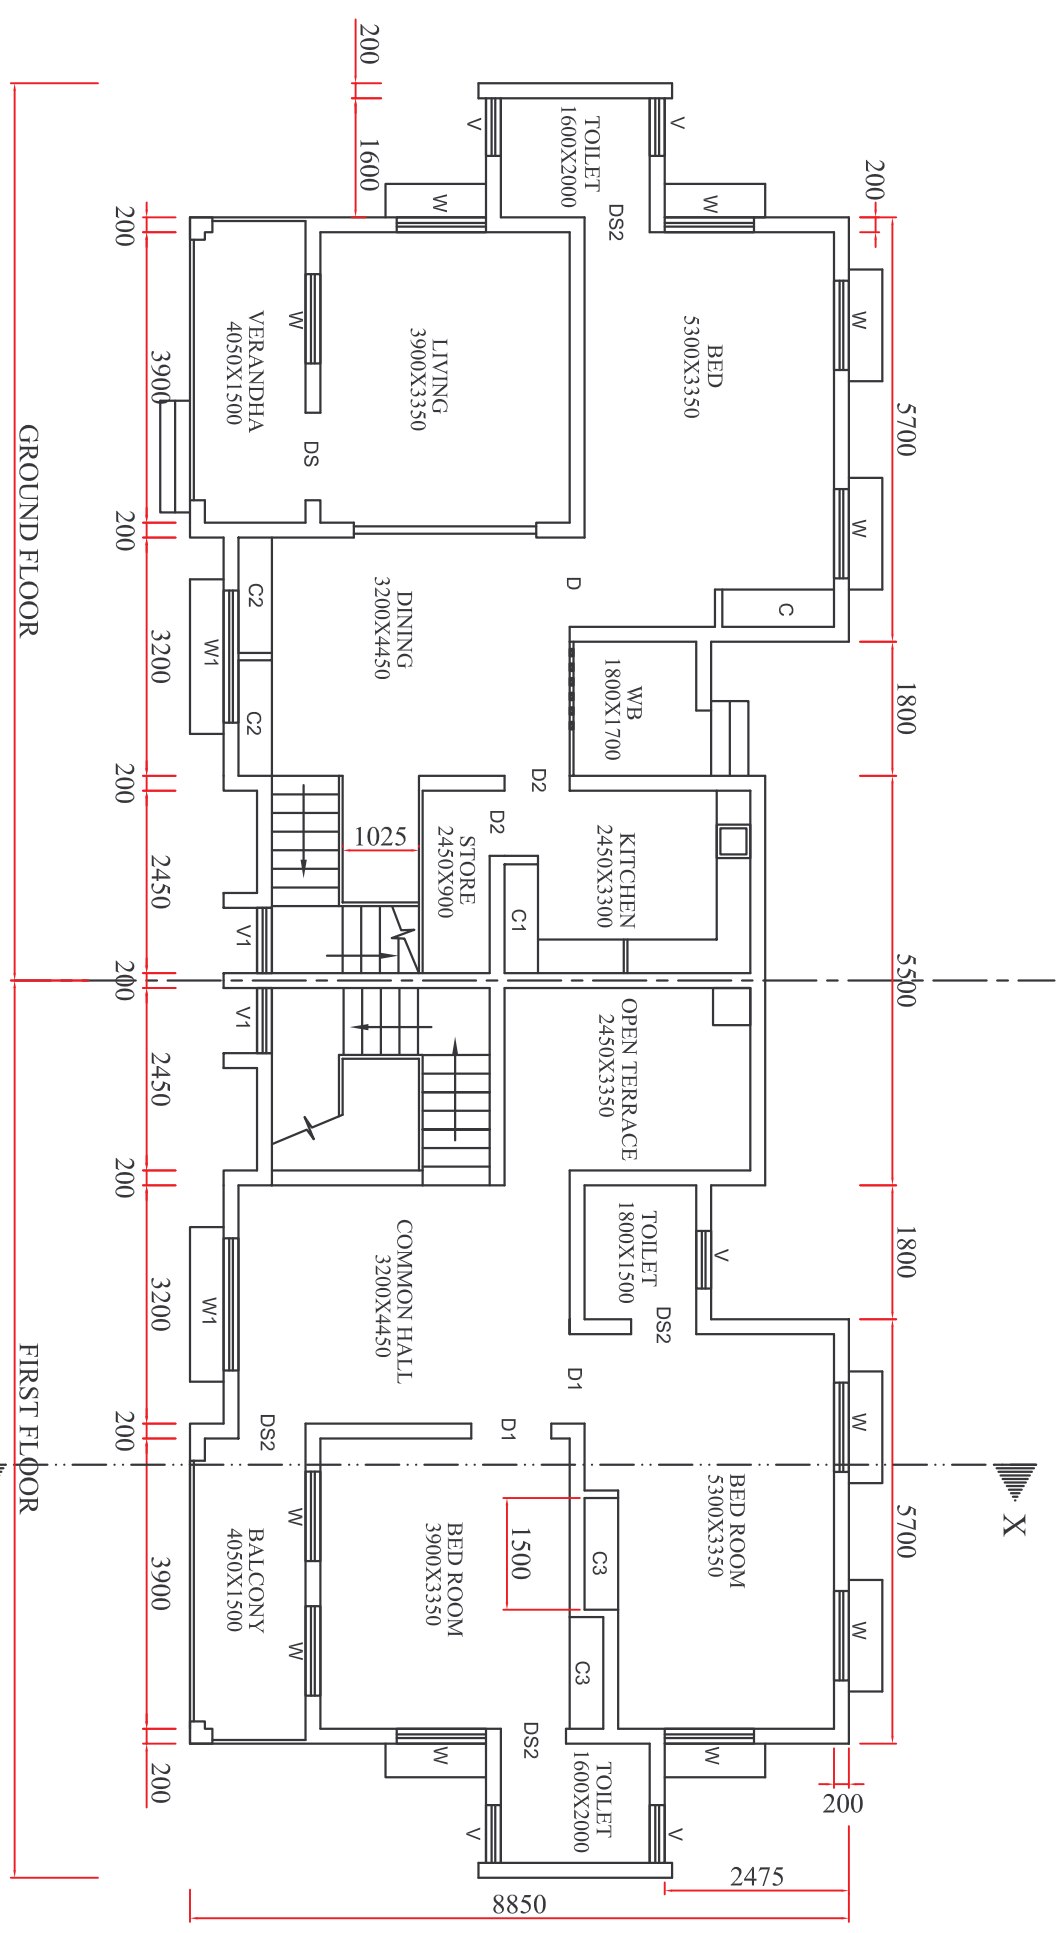 200
1600
200
TOILET
1600X2000
V
V
W
W
DS2
5700
1800
5500
1800
5700
W
W
BED
5300X3350
C
LIVING
3900X3350
W
VERANDHA
4050X1500
DS
D
DINING
3200X4450
C2
C2
W1
WB
1800X1700
D2
D2
KITCHEN
2450X3300
STORE
2450X900
C1
1025
V1
V1
OPEN TERRACE
2450X3350
TOILET
1800X1500
V
DS2
COMMON HALL
3200X4450
W1
D1
D1
DS2
W
W
BED ROOM
5300X3350
BED ROOM
3900X3350
1500
C3
C3
W
W
BALCONY
4050X1500
DS2
W
W
TOILET
1600X2000
V
V
X
200
3900
200
3200
200
2450
200
2450
200
3200
200
3900
200
200
2475
8850
GROUND FLOOR
FIRST FLOOR